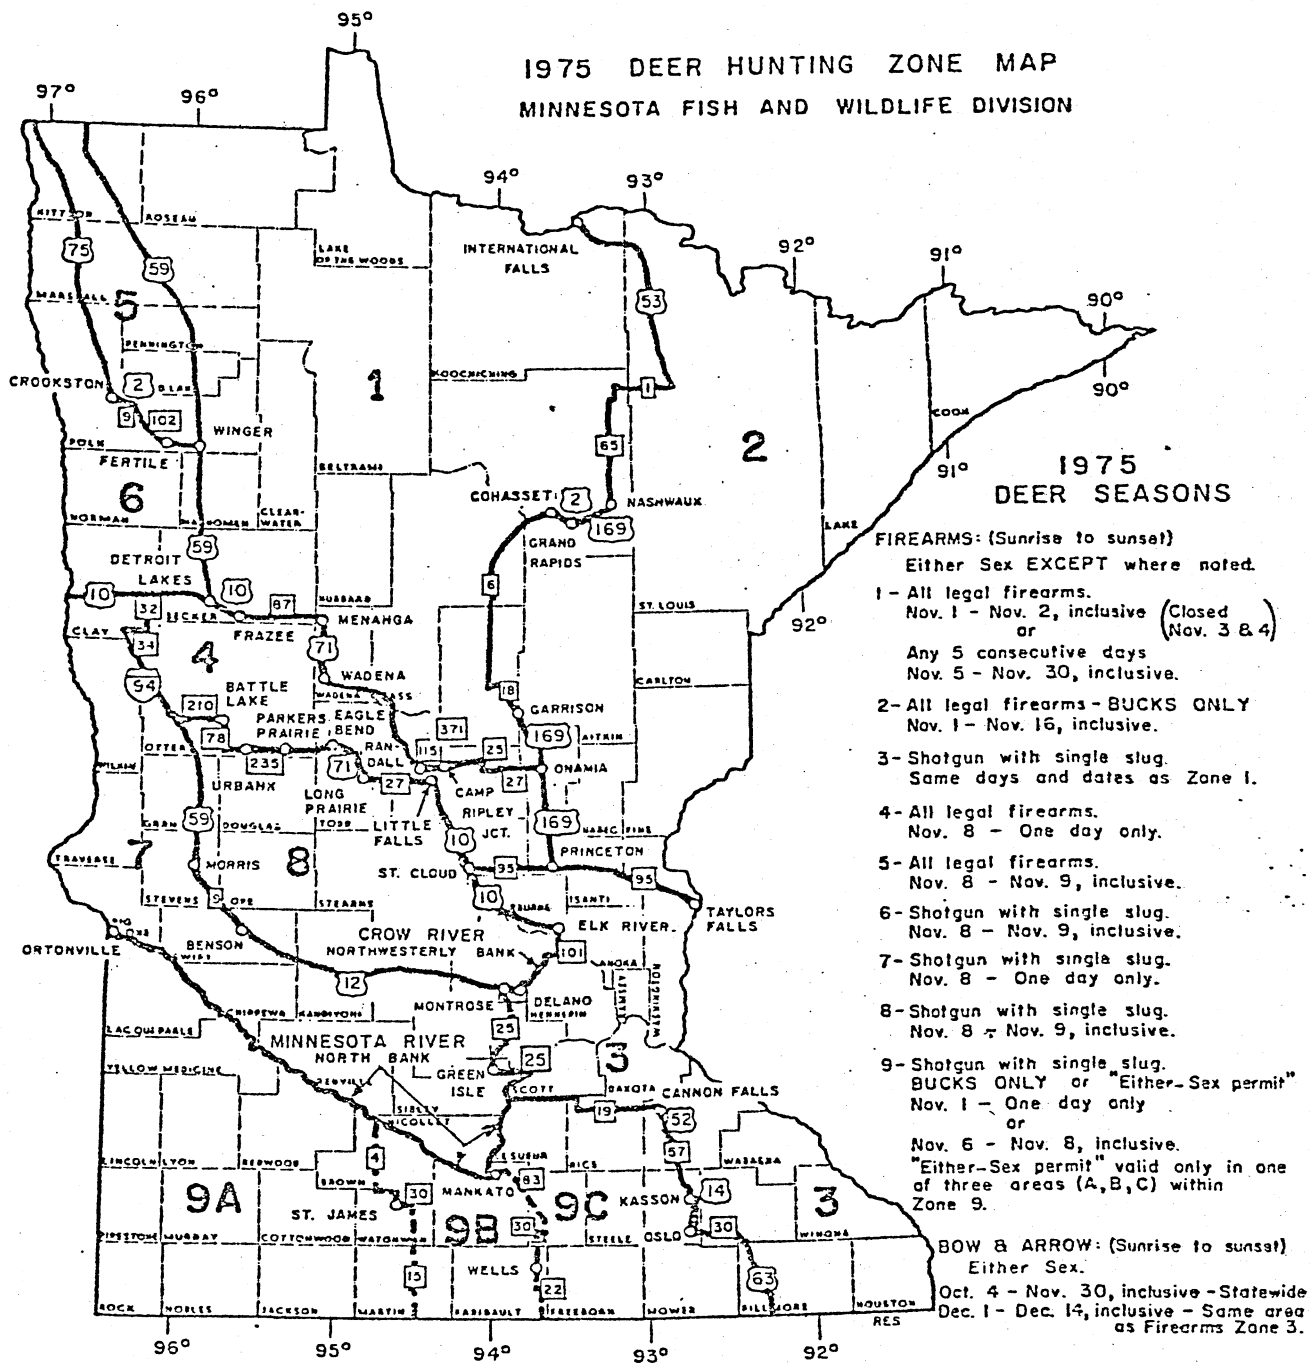 95°
1975 DEER HUNTING ZONE MAP
MINNESOTA FISH AND WILDLIFE DIVISION
97°
96°
94°
93°
92°
91°
90°
KITTSON
ROSEAU
75
59
LAKE
OF THE WOODS
INTERNATIONAL
FALLS
53
MARSHALL
5
PENNINGTON
KOOCHICHING
1
1
90°
CROOKSTON
2
9
102
WINGER
65
2
COOK
91°
POLK
FERTILE
6
BELTRAMI
COHASSET
2
NASHWAUK
169
NORMAN
MAHNOMEN
CLEAR-
WATER
GRAND
RAPIDS
LAKE
59
DETROIT
LAKES
10
10
87
6
HUBBARD
ST. LOUIS
92°
32
BECKER
FRAZEE
MENAHGA
CLAY
34
4
71
94
WADENA
WADENA
CASS
CARLTON
210
BATTLE
LAKE
18
GARRISON
78
PARKERS
PRAIRIE
EAGLE
BEND
371
169
AITKIN
OTTER
235
71
RAN-
DALL
115
25
ONAMIA
WILKIN
URBANK
LONG
PRAIRIE
27
CAMP
RIPLEY
JCT.
27
59
GRANT
DOUGLAS
TODD
LITTLE
FALLS
10
169
PINE
PRINCETON
TRAVERSE
7
MORRIS
8
ST. CLOUD
95
95
STEVENS
9
POPE
STEARNS
10
ISANTI
TAYLORS
FALLS
BIG
ORTONVILLE
SWIFT
BENSON
CROW RIVER
NORTHWESTERLY BANK
ELK RIVER
101
ANOKA
RAMSEY
WASHINGTON
12
MONTROSE
DELANO
HENNEPIN
CHIPPEWA
KANDIYOHI
LAC QUI PARLE
25
MINNESOTA RIVER
NORTH BANK
25
3
YELLOW MEDICINE
RENVILLE
GREEN
ISLE
SCOTT
DAKOTA
CANNON FALLS
SIBLEY
NICOLLET
19
52
4
57
LINCOLN
LYON
REDWOOD
LESUEUR
RICE
WABASHA
9A
BROWN
30
MANKATO
83
9C
KASSON
14
3
ST. JAMES
9B
30
OSLO
30
WINONA
PIPESTONE
MURRAY
COTTONWOOD
WATONWAN
STEELE
15
WELLS
22
63
ROCK
NOBLES
JACKSON
MARTIN
FARIBAULT
FREEBORN
MOWER
FILLMORE
HOUSTON
RES
96°
95°
94°
93°
92°
1975
DEER SEASONS
FIREARMS: (Sunrise to sunset)
Either Sex EXCEPT where noted.
1 - All legal firearms.
Nov. 1 - Nov. 2, inclusive (Closed Nov. 3 & 4)
or
Any 5 consecutive days
Nov. 5 - Nov. 30, inclusive.
2 - All legal firearms - BUCKS ONLY
Nov. 1 - Nov. 16, inclusive.
3 - Shotgun with single slug.
Same days and dates as Zone 1.
4 - All legal firearms.
Nov. 8 - One day only.
5 - All legal firearms.
Nov. 8 - Nov. 9, inclusive.
6 - Shotgun with single slug.
Nov. 8 - Nov. 9, inclusive.
7 - Shotgun with single slug.
Nov. 8 - One day only.
8 - Shotgun with single slug.
Nov. 8 - Nov. 9, inclusive.
9 - Shotgun with single slug.
BUCKS ONLY or "Either-Sex permit"
Nov. 1 - One day only
or
Nov. 6 - Nov. 8, inclusive.
"Either-Sex permit" valid only in one
of three areas (A,B,C) within
Zone 9.
BOW & ARROW: (Sunrise to sunset)
Either Sex.
Oct. 4 - Nov. 30, inclusive - Statewide
Dec. 1 - Dec. 14, inclusive - Same area
as Firearms Zone 3.